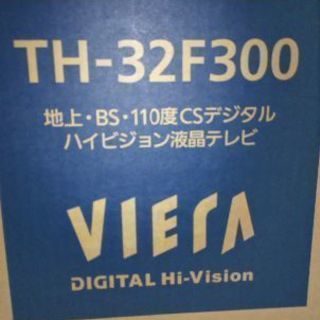 TH-32F300
地上・BS・110度CSデジタル
ハイビジョン液晶テレビ
VIErA
DIGITAL Hi-Vision